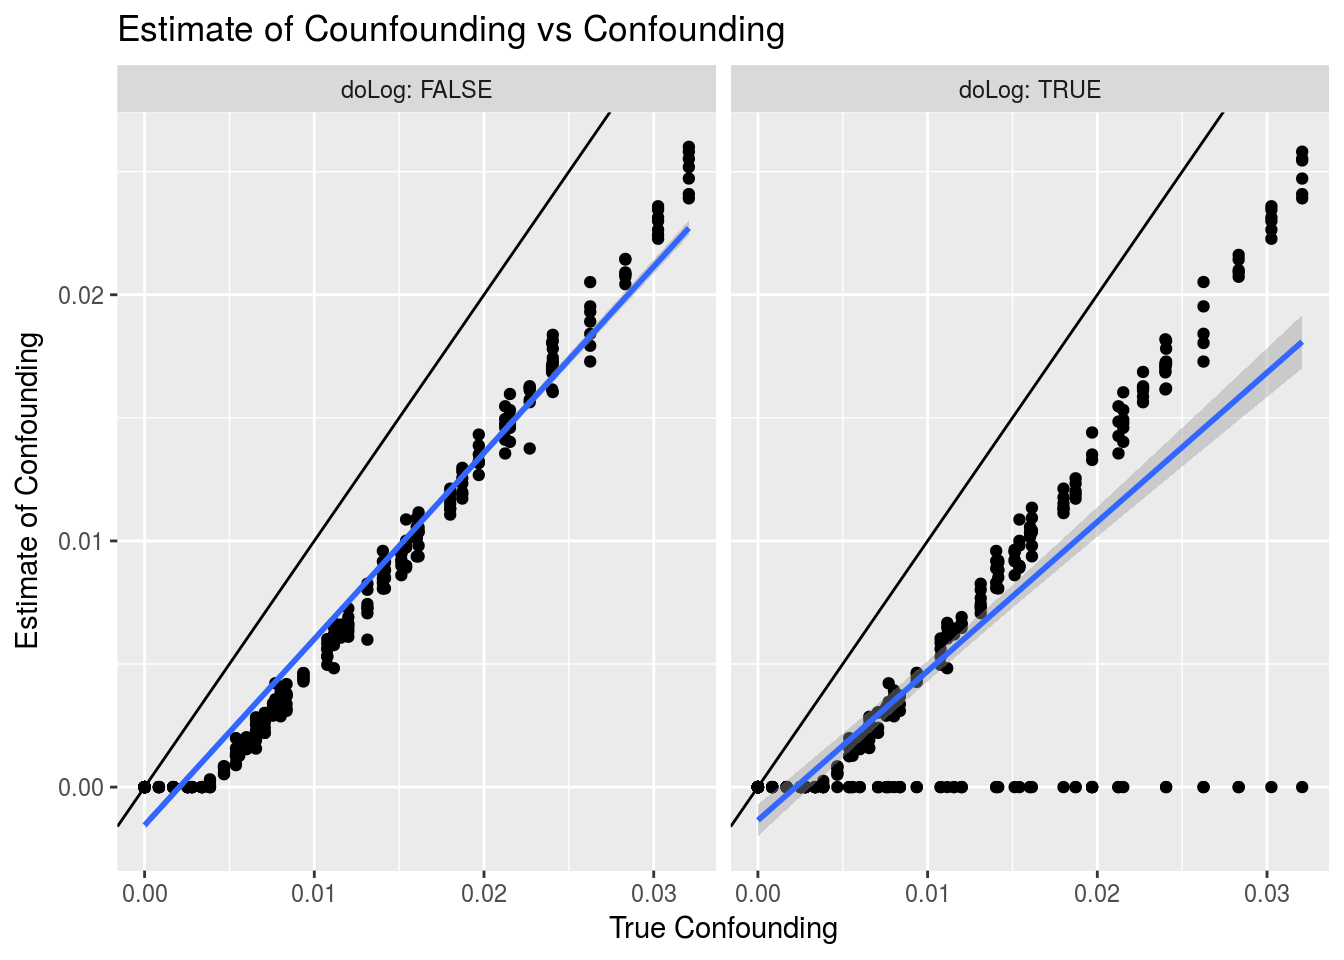 Estimate of Counfounding vs Confounding
doLog: FALSE
doLog: TRUE
Estimate of Confounding
0.02
0.01
0.00
0.00 0.01 0.02 0.03
0.00 0.01 0.02 0.03
True Confounding